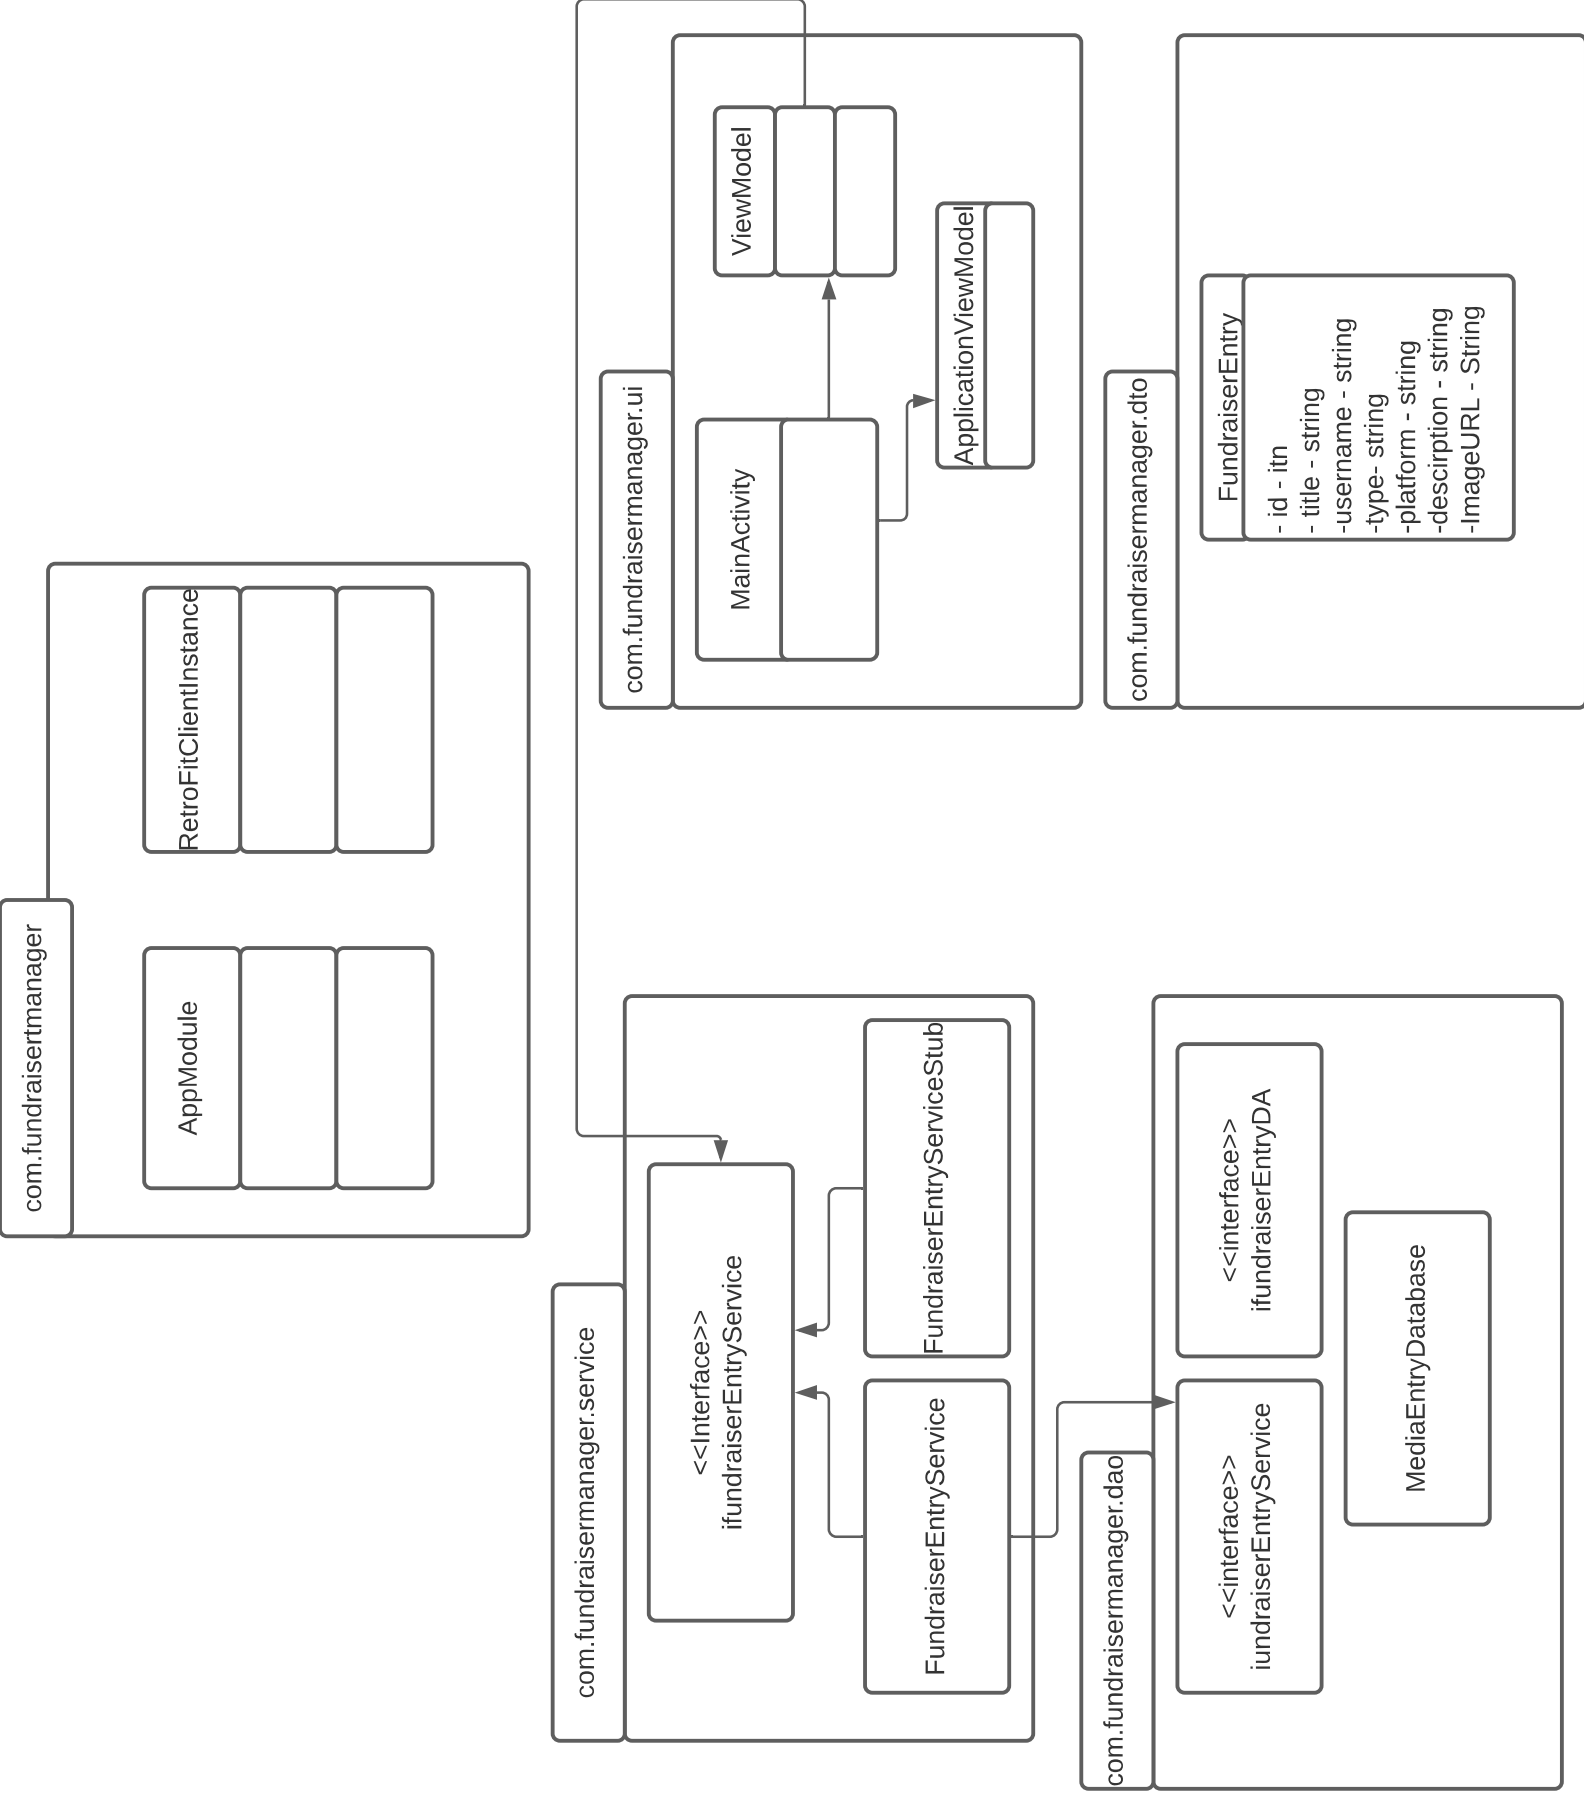 com.fundraisertmanager
AppModule
RetroFitClientInstance
com.fundraisermanager.service
<<Interface>>
ifundraiserEntryService
FundraiserEntryService
FundraiserEntryServiceStub
com.fundraisermanager.ui
MainActivity
ViewModel
ApplicationViewModel
com.fundraisermanager.dao
<<interface>>
iundraiserEntryService
<<interface>>
ifundraiserEntryDA
MediaEntryDatabase
com.fundraisermanager.dto
FundraiserEntry
- id - itn
- title - string
-username - string
-type- string
-platform - string
-descirption - string
-ImageURL - String